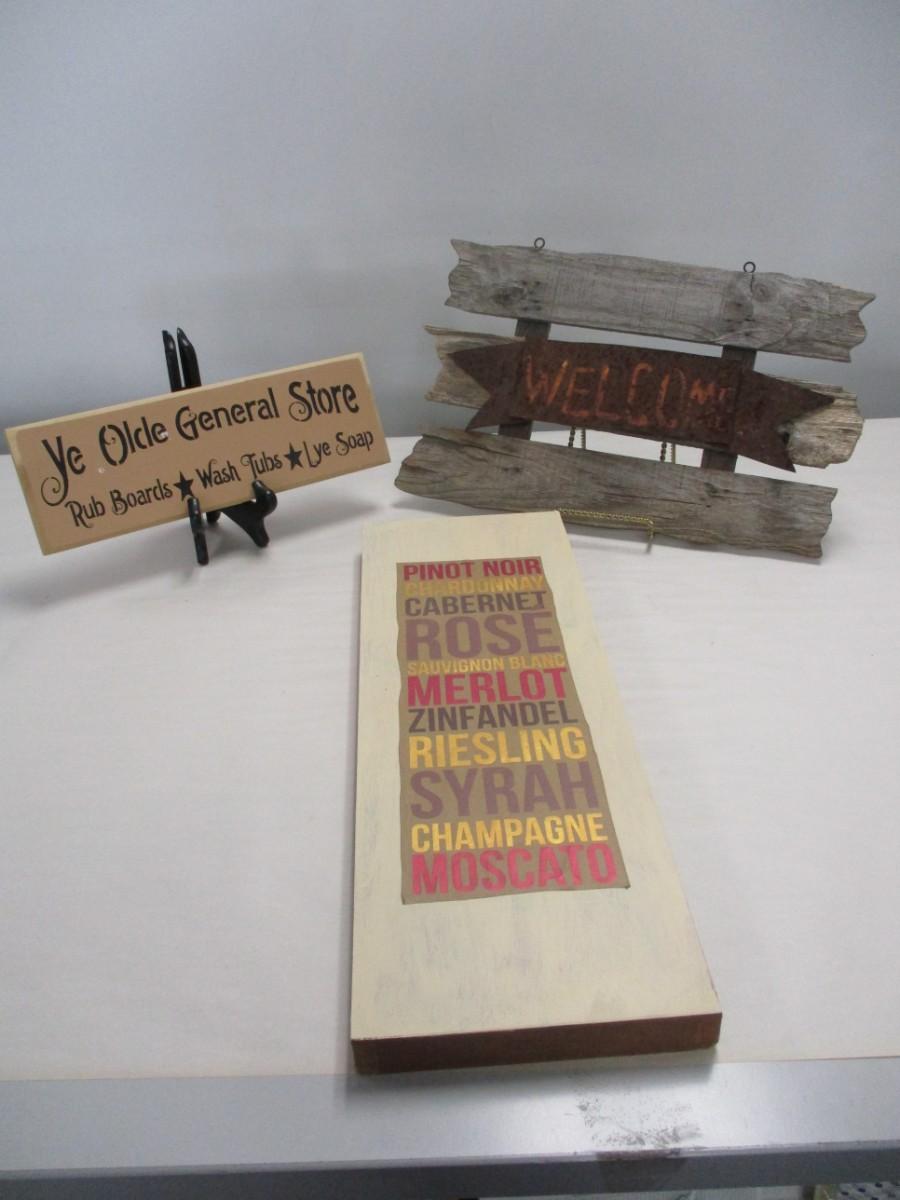 Ye Olde General Store
Rub Boards★Wash Tubs★Lye Soap
WELCOME
PINOT NOIR
CHARDONNAY
CABERNET
ROSE
SAUVIGNON BLANC
MERLOT
ZINFANDEL
RIESLING
SYRAH
CHAMPAGNE
MOSCATO